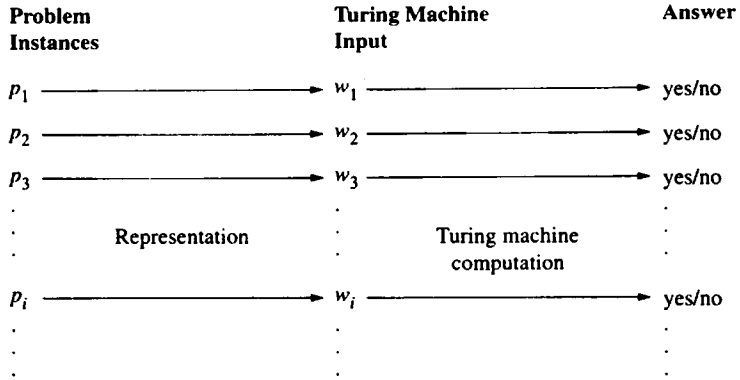 Problem Instances Turing Machine Input Answer
p1 w1 yes/no
p2 w2 yes/no
p3 w3 yes/no
. . .
. Representation . Turing machine .
. . computation .
pi wi yes/no
. . .
. . .
. . .